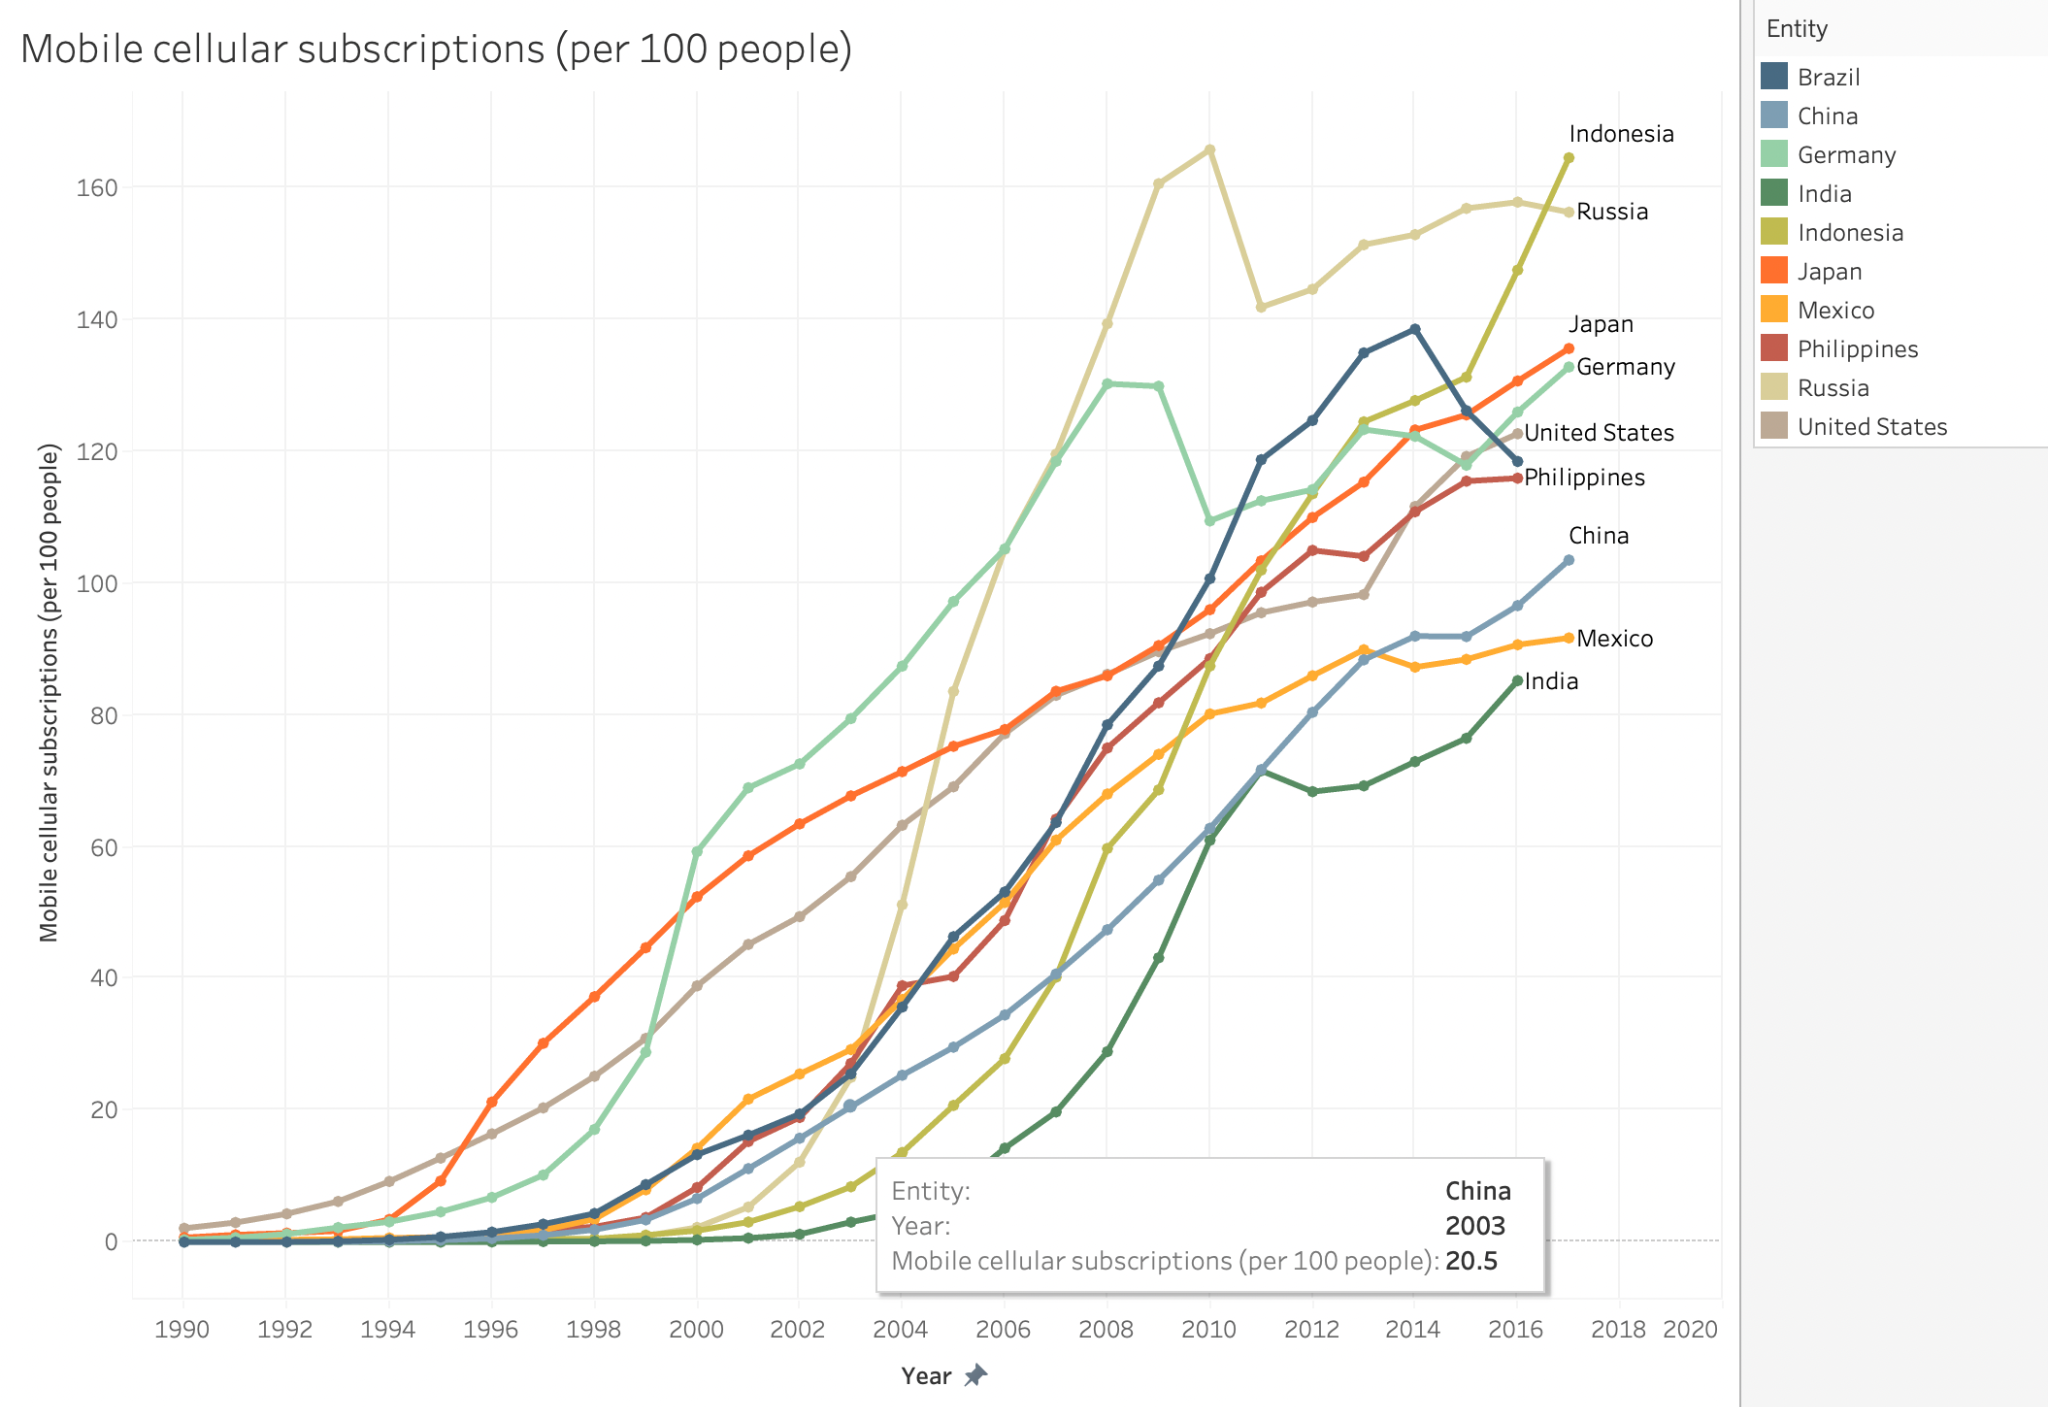 Mobile cellular subscriptions (per 100 people)
Mobile cellular subscriptions (per 100 people)
160
140
120
100
80
60
40
20
0
Indonesia
Russia
Japan
Germany
United States
Philippines
China
Mexico
India
Entity: China
Year: 2003
Mobile cellular subscriptions (per 100 people): 20.5
1990 1992 1994 1996 1998 2000 2002 2004 2006 2008 2010 2012 2014 2016 2018 2020
Year
Entity
Brazil
China
Germany
India
Indonesia
Japan
Mexico
Philippines
Russia
United States